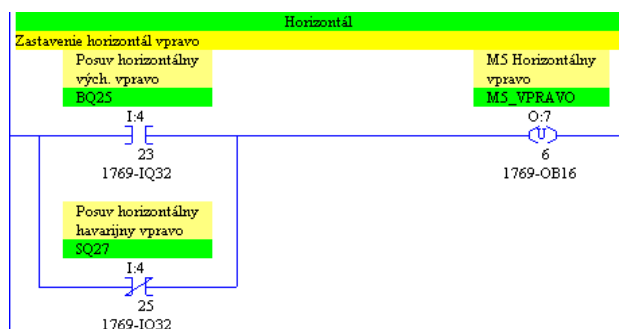 Horizontál
Zastavenie horizontál vpravo
Posuv horizontálny
vých. vpravo
BQ25
I:4
23
1769-IQ32
M5 Horizontálny
vpravo
M5_VPRAVO
O:7
U
6
1769-OB16
Posuv horizontálny
havarijny vpravo
SQ27
I:4
25
1769-IQ32